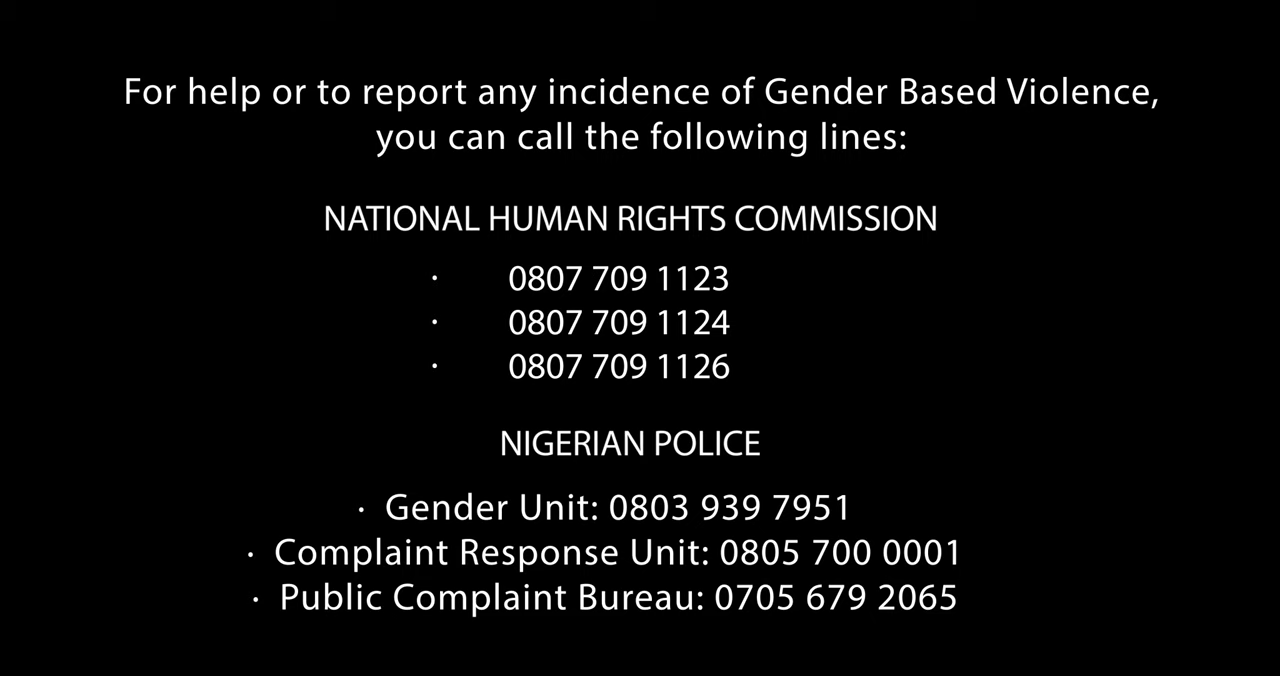 For help or to report any incidence of Gender Based Violence,
you can call the following lines:
NATIONAL HUMAN RIGHTS COMMISSION
· 0807 709 1123
· 0807 709 1124
· 0807 709 1126
NIGERIAN POLICE
· Gender Unit: 0803 939 7951
· Complaint Response Unit: 0805 700 0001
· Public Complaint Bureau: 0705 679 2065